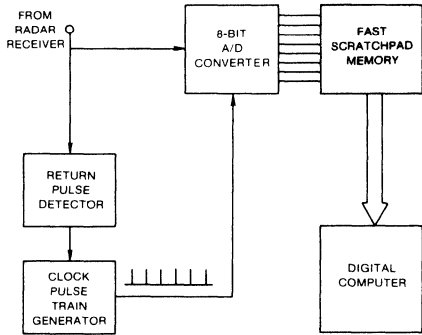 FROM
RADAR
RECEIVER
8-BIT
A/D
CONVERTER
FAST
SCRATCHPAD
MEMORY
RETURN
PULSE
DETECTOR
CLOCK
PULSE
TRAIN
GENERATOR
DIGITAL
COMPUTER